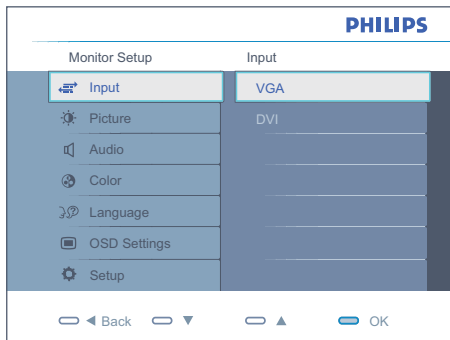 PHILIPS
Monitor Setup Input
Input VGA
Picture DVI
Audio
Color
Language
OSD Settings
Setup
Back OK